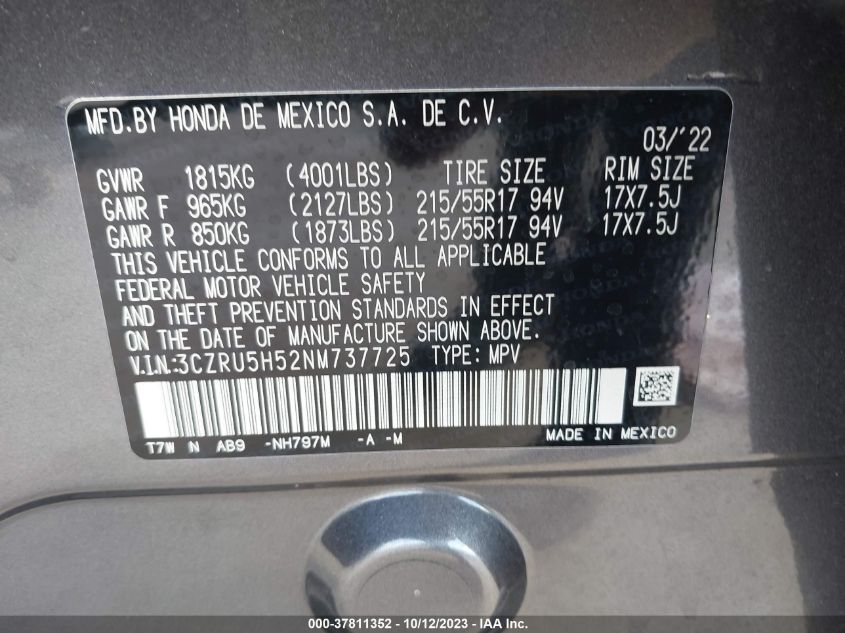 MFD.BY HONDA DE MEXICO S.A. DE C.V.
03/'22
GVWR 1815KG (4001LBS) TIRE SIZE RIM SIZE
GAWR F 965KG (2127LBS) 215/55R17 94V 17X7.5J
GAWR R 850KG (1873LBS) 215/55R17 94V 17X7.5J
THIS VEHICLE CONFORMS TO ALL APPLICABLE
FEDERAL MOTOR VEHICLE SAFETY
AND THEFT PREVENTION STANDARDS IN EFFECT
ON THE DATE OF MANUFACTURE SHOWN ABOVE.
V.I.N.:3CZRU5H52NM737725 TYPE: MPV
T7W N AB9 -NH797M -A -M MADE IN MEXICO
000-37811352 - 10/12/2023 - IAA Inc.